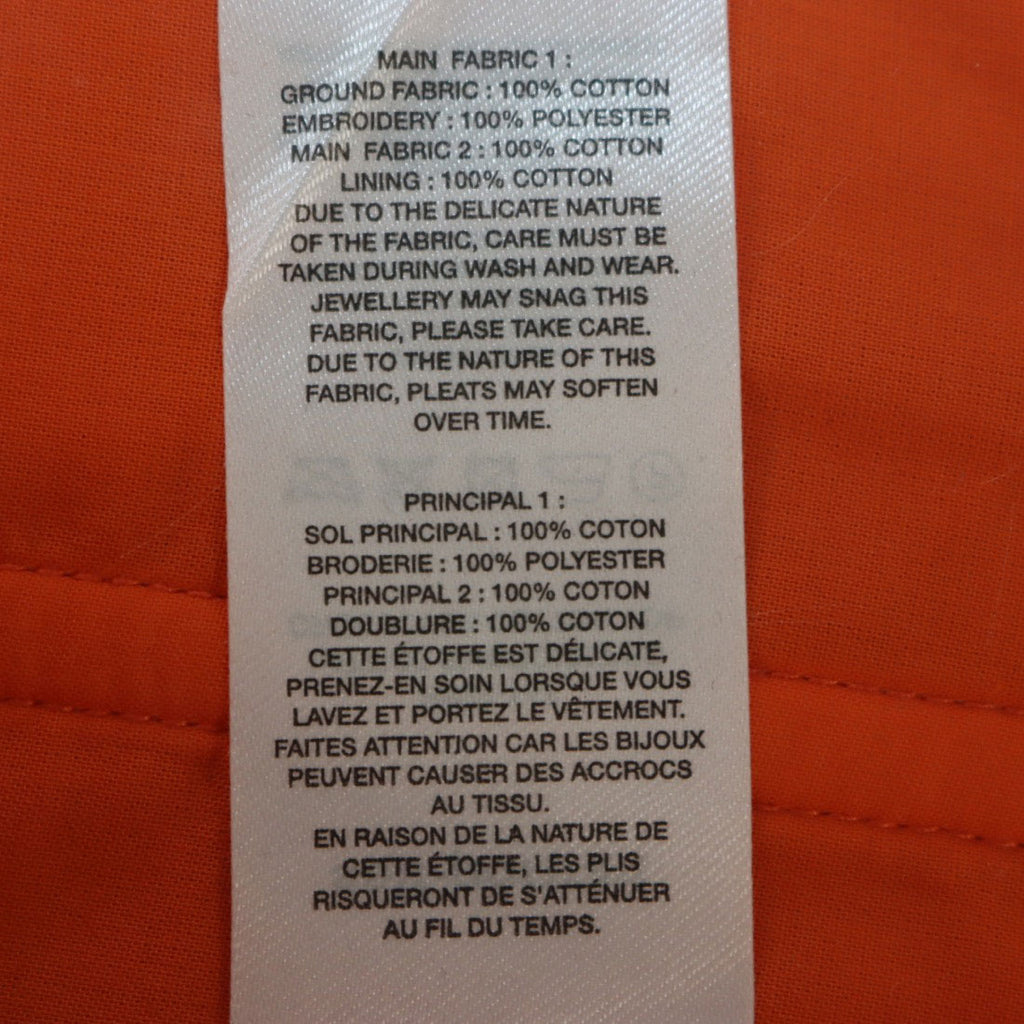 MAIN FABRIC 1 :
GROUND FABRIC : 100% COTTON
EMBROIDERY : 100% POLYESTER
MAIN FABRIC 2 : 100% COTTON
LINING : 100% COTTON
DUE TO THE DELICATE NATURE
OF THE FABRIC, CARE MUST BE
TAKEN DURING WASH AND WEAR.
JEWELLERY MAY SNAG THIS
FABRIC, PLEASE TAKE CARE.
DUE TO THE NATURE OF THIS
FABRIC, PLEATS MAY SOFTEN
OVER TIME.
PRINCIPAL 1 :
SOL PRINCIPAL : 100% COTON
BRODERIE : 100% POLYESTER
PRINCIPAL 2 : 100% COTON
DOUBLURE : 100% COTON
CETTE ÉTOFFE EST DÉLICATE,
PRENEZ-EN SOIN LORSQUE VOUS
LAVEZ ET PORTEZ LE VÊTEMENT.
FAITES ATTENTION CAR LES BIJOUX
PEUVENT CAUSER DES ACCROCS
AU TISSU.
EN RAISON DE LA NATURE DE
CETTE ÉTOFFE, LES PLIS
RISQUERONT DE S'ATTÉNUER
AU FIL DU TEMPS.